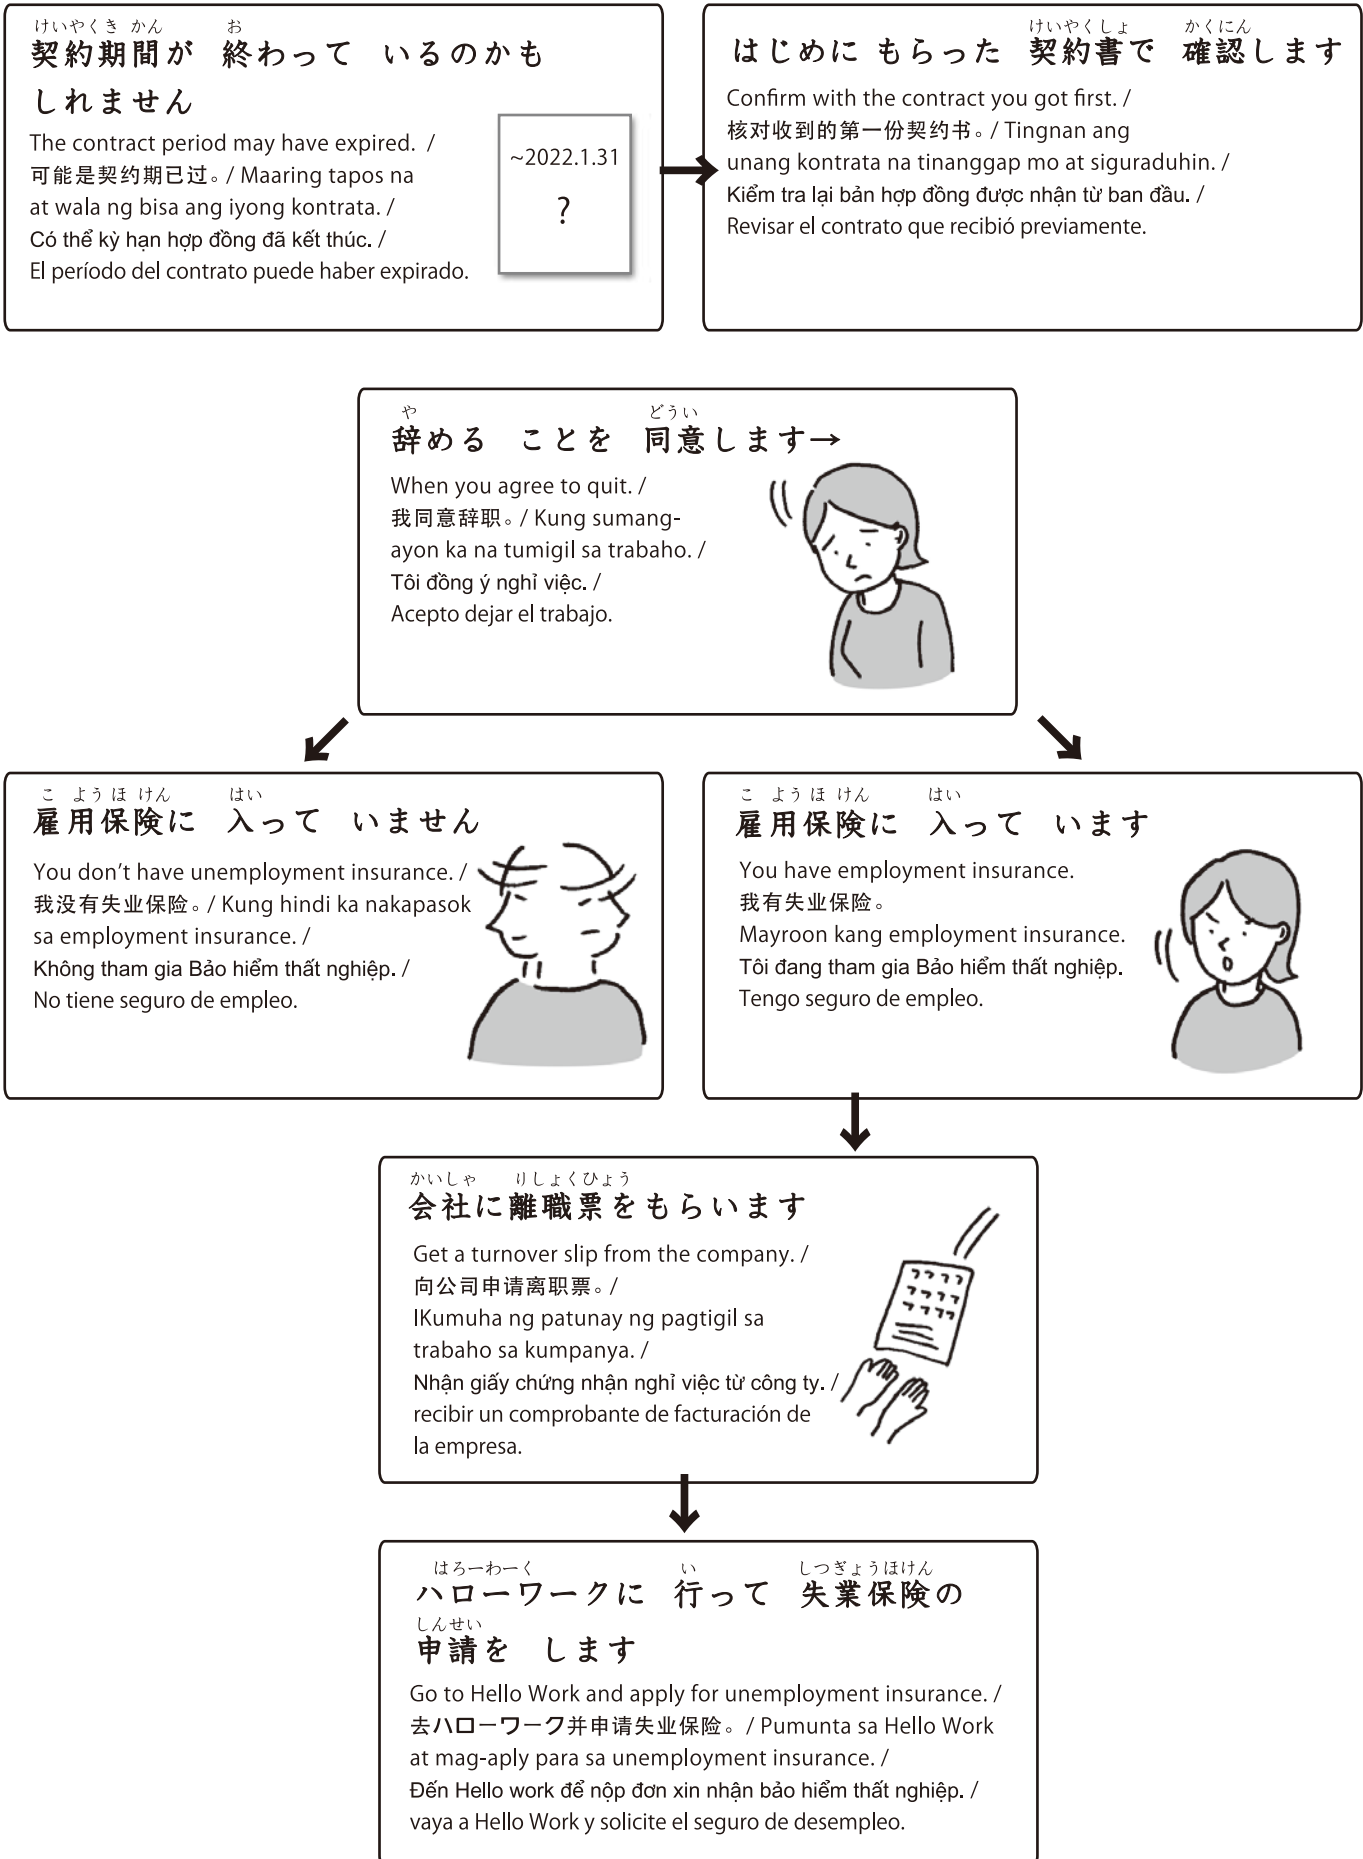 けいやくき かん お
契約期間が 終わって いるのかも
しれません
The contract period may have expired. /
可能是契约期已过。/ Maaring tapos na
at wala ng bisa ang iyong kontrata. /
Có thể kỳ hạn hợp đồng đã kết thúc. /
El período del contrato puede haber expirado.
~2022.1.31
?
けいやくしょ かくにん
はじめに もらった 契約書で 確認します
Confirm with the contract you got first. /
核对收到的第一份契约书。/ Tingnan ang
unang kontrata na tinanggap mo at siguraduhin. /
Kiểm tra lại bản hợp đồng được nhận từ ban đầu. /
Revisar el contrato que recibió previamente.
や どうい
辞める ことを 同意します→
When you agree to quit. /
我同意辞职。/ Kung sumang-
ayon ka na tumigil sa trabaho. /
Tôi đồng ý nghỉ việc. /
Acepto dejar el trabajo.
こ よう ほ けん はい
雇用保険に 入って いません
You don't have unemployment insurance. /
我没有失业保险。/ Kung hindi ka nakapasok
sa employment insurance. /
Không tham gia Bảo hiểm thất nghiệp. /
No tiene seguro de empleo.
こ よう ほ けん はい
雇用保険に 入って います
You have employment insurance.
我有失业保险。
Mayroon kang employment insurance.
Tôi đang tham gia Bảo hiểm thất nghiệp.
Tengo seguro de empleo.
かいしゃ りしょくひょう
会社に離職票をもらいます
Get a turnover slip from the company. /
向公司申请离职票。/
lKumuha ng patunay ng pagtigil sa
trabaho sa kumpanya. /
Nhận giấy chứng nhận nghỉ việc từ công ty. /
recibir un comprobante de facturación de
la empresa.
はろーわーく い しつぎょうほけん
ハローワークに 行って 失業保険の
しんせい
申請を します
Go to Hello Work and apply for unemployment insurance. /
去ハローワーク并申请失业保险。/ Pumunta sa Hello Work
at mag-aply para sa unemployment insurance. /
Đến Hello work để nộp đơn xin nhận bảo hiểm thất nghiệp. /
vaya a Hello Work y solicite el seguro de desempleo.